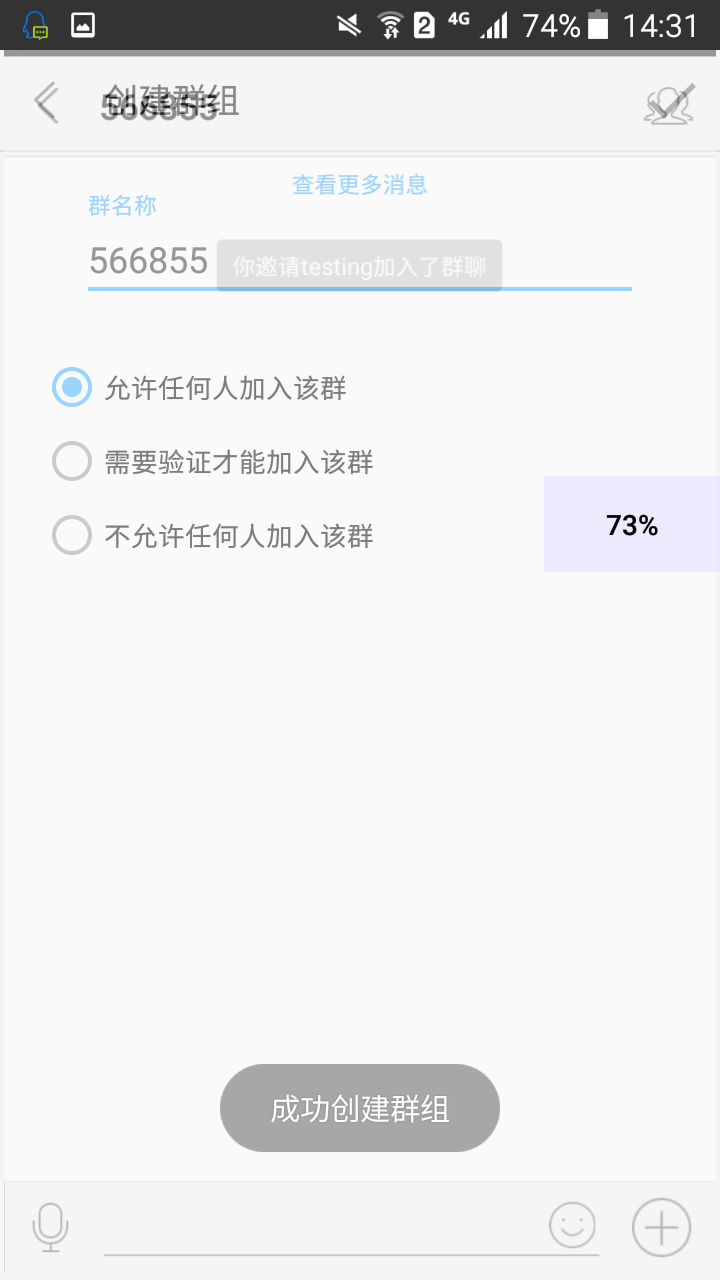 2 4G 74% 14:31
创建群组
566855
查看更多消息
群名称
566855
你邀请testing加入了群聊
允许任何人加入该群
需要验证才能加入该群
不允许任何人加入该群
73%
成功创建群组